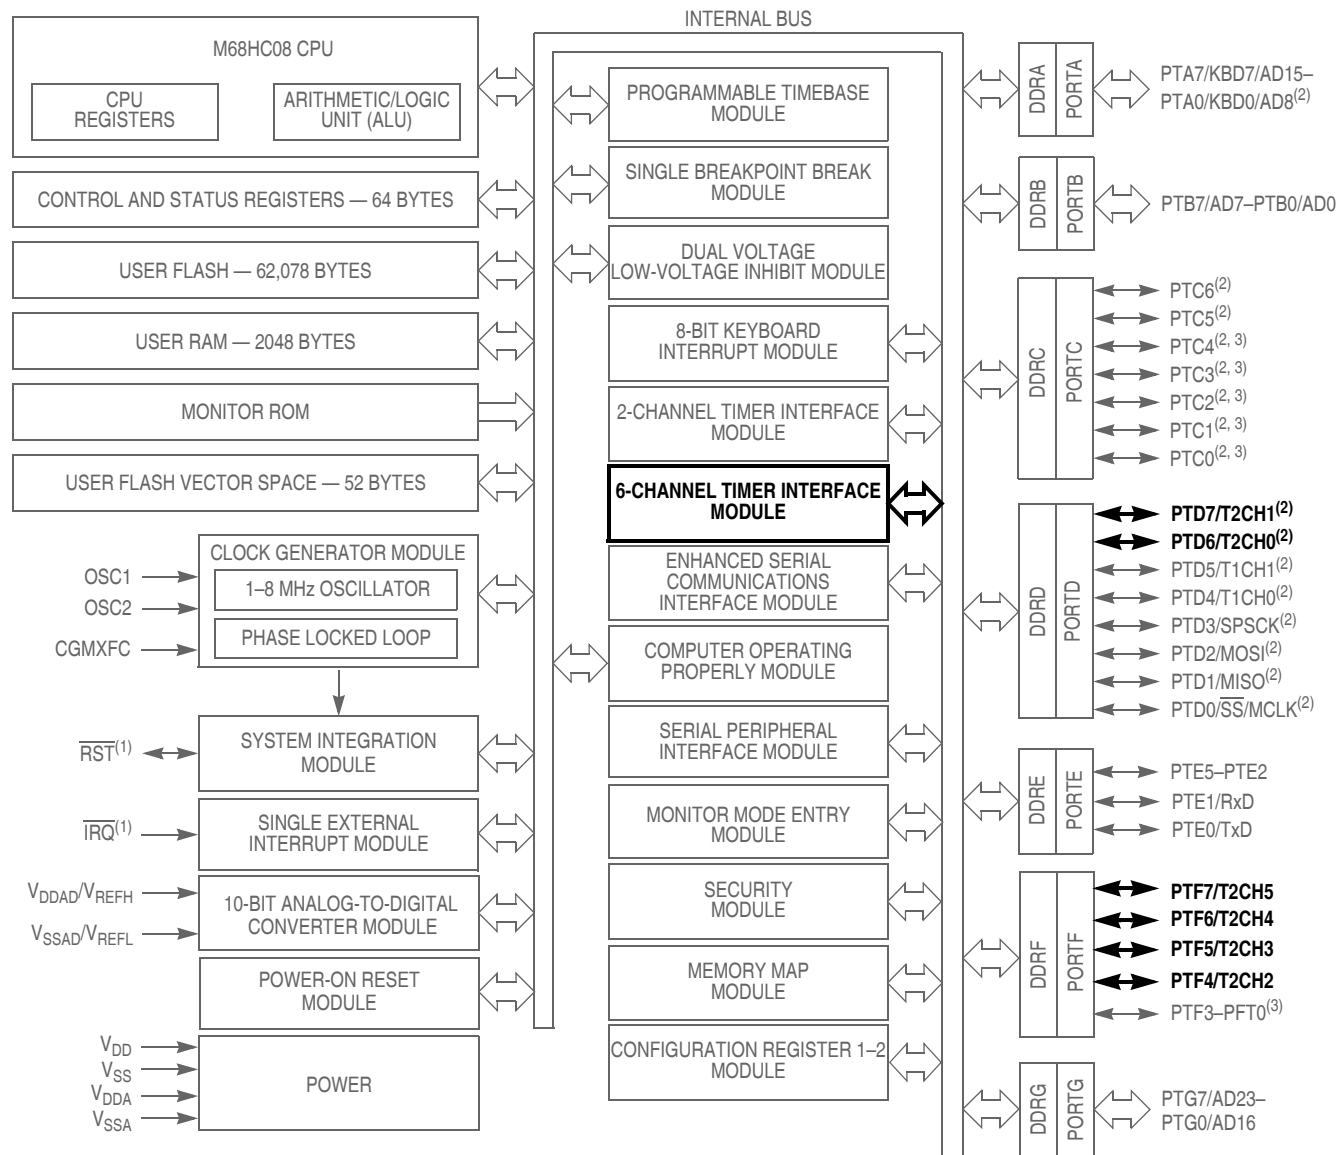 INTERNAL BUS
M68HC08 CPU
CPU
REGISTERS
ARITHMETIC/LOGIC
UNIT (ALU)
CONTROL AND STATUS REGISTERS — 64 BYTES
USER FLASH — 62,078 BYTES
USER RAM — 2048 BYTES
MONITOR ROM
USER FLASH VECTOR SPACE — 52 BYTES
CLOCK GENERATOR MODULE
1–8 MHz OSCILLATOR
PHASE LOCKED LOOP
OSC1
OSC2
CGMXFC
SYSTEM INTEGRATION
MODULE
RST(1)
SINGLE EXTERNAL
INTERRUPT MODULE
IRQ(1)
10-BIT ANALOG-TO-DIGITAL
CONVERTER MODULE
VDDAD/VREFH
VSSAD/VREFL
POWER-ON RESET
MODULE
POWER
VDD
VSS
VDDA
VSSA
PROGRAMMABLE TIMEBASE
MODULE
SINGLE BREAKPOINT BREAK
MODULE
DUAL VOLTAGE
LOW-VOLTAGE INHIBIT MODULE
8-BIT KEYBOARD
INTERRUPT MODULE
2-CHANNEL TIMER INTERFACE
MODULE
6-CHANNEL TIMER INTERFACE
MODULE
ENHANCED SERIAL
COMMUNICATIONS
INTERFACE MODULE
COMPUTER OPERATING
PROPERLY MODULE
SERIAL PERIPHERAL
INTERFACE MODULE
MONITOR MODE ENTRY
MODULE
SECURITY
MODULE
MEMORY MAP
MODULE
CONFIGURATION REGISTER 1–2
MODULE
DDRA
PORTA
PTA7/KBD7/AD15–
PTA0/KBD0/AD8(2)
DDRB
PORTB
PTB7/AD7–PTB0/AD0
DDRC
PORTC
PTC6(2)
PTC5(2)
PTC4(2, 3)
PTC3(2, 3)
PTC2(2, 3)
PTC1(2, 3)
PTC0(2, 3)
DDRD
PORTD
PTD7/T2CH1(2)
PTD6/T2CH0(2)
PTD5/T1CH1(2)
PTD4/T1CH0(2)
PTD3/SPSCK(2)
PTD2/MOSI(2)
PTD1/MISO(2)
PTD0/SS/MCLK(2)
DDRE
PORTE
PTE5–PTE2
PTE1/RxD
PTE0/TxD
DDRF
PORTF
PTF7/T2CH5
PTF6/T2CH4
PTF5/T2CH3
PTF4/T2CH2
PTF3–PFT0(3)
DDRG
PORTG
PTG7/AD23–
PTG0/AD16